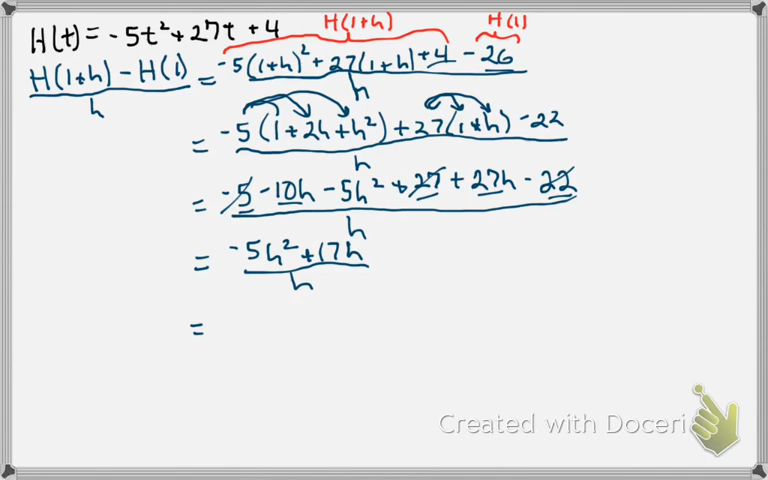 H(1+h) H(1)
H(t) = -5t² + 27t + 4
H(1+h) - H(1) / h = -5(1+h)² + 27(1+h) + 4 - 26 / h
= -5(1 + 2h + h²) + 27(1+h) - 22 / h
= -5 - 10h - 5h² + 27 + 27h - 22 / h
= -5h² + 17h / h
=
Created with Doceri